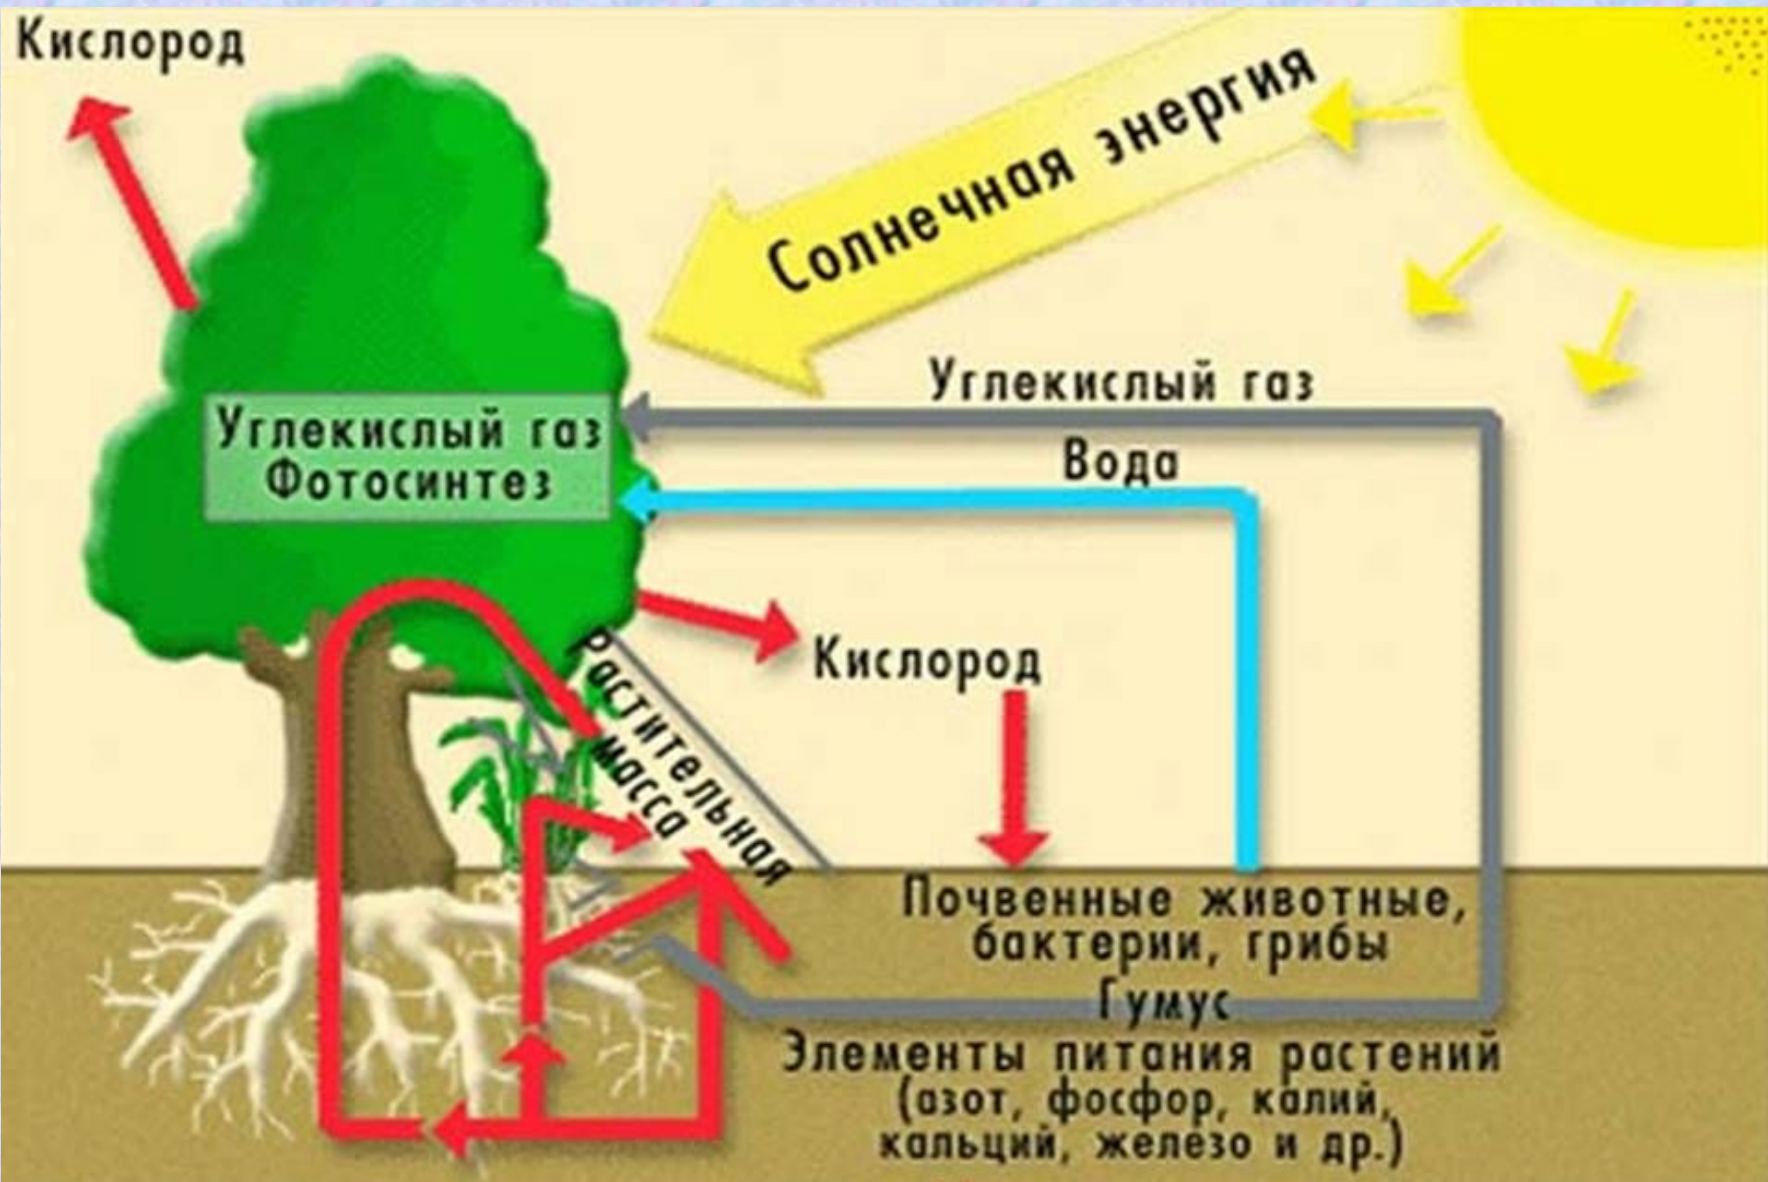 Кислород
Солнечная энергия
Углекислый газ
Углекислый газ
Фотосинтез
Вода
Кислород
Растительная
масса
Почвенные животные,
бактерии, грибы
Гумус
Элементы питания растений
(азот, фосфор, калий,
кальций, железо и др.)